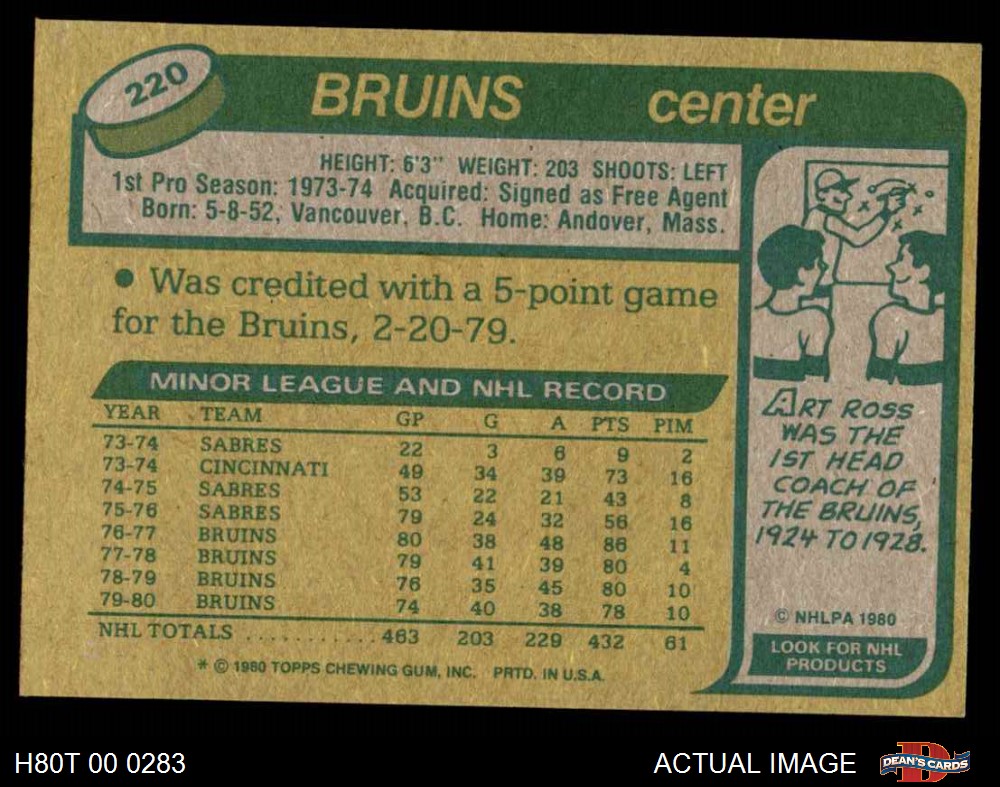 220
BRUINS center
HEIGHT: 6'3" WEIGHT: 203 SHOOTS: LEFT
1st Pro Season: 1973-74 Acquired: Signed as Free Agent
Born: 5-8-52, Vancouver, B.C. Home: Andover, Mass.
● Was credited with a 5-point game
for the Bruins, 2-20-79.
MINOR LEAGUE AND NHL RECORD
YEAR TEAM GP G A PTS PIM
73-74 SABRES 22 3 6 9 2
73-74 CINCINNATI 49 34 39 73 16
74-75 SABRES 53 22 21 43 8
75-76 SABRES 79 24 32 56 16
76-77 BRUINS 80 38 48 86 11
77-78 BRUINS 79 41 39 80 4
78-79 BRUINS 76 35 45 80 10
79-80 BRUINS 74 40 38 78 10
NHL TOTALS ..........463 203 229 432 61
* © 1980 TOPPS CHEWING GUM, INC. PRTD. IN U.S.A.
ART ROSS
WAS THE
1ST HEAD
COACH OF
THE BRUINS,
1924 TO 1928.
© NHLPA 1980
LOOK FOR NHL
PRODUCTS
H80T 00 0283
ACTUAL IMAGE
D
DEAN'S CARDS